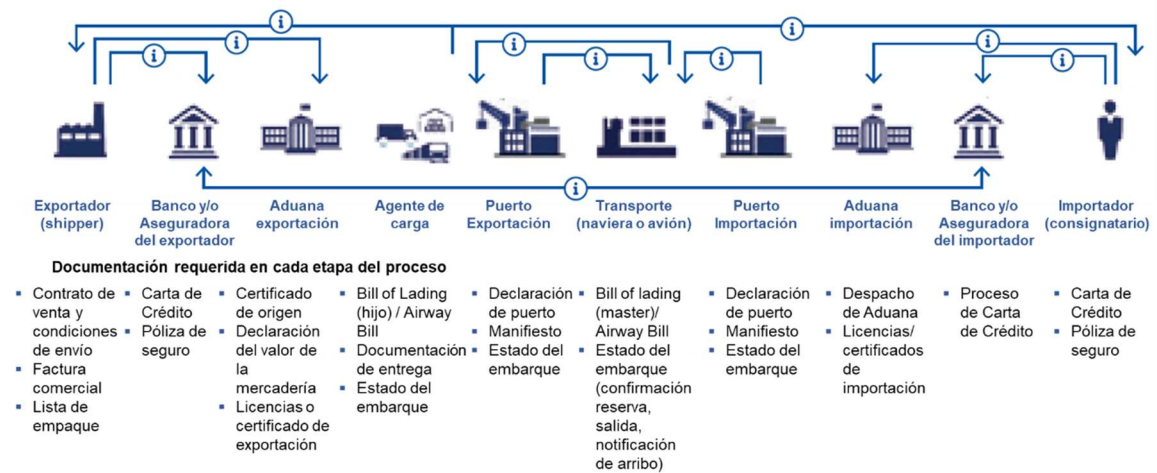 Exportador
(shipper)
Banco y/o
Aseguradora
del exportador
Aduana
exportación
Agente de
carga
Puerto
Exportación
Transporte
(naviera o avión)
Puerto
Importación
Aduana
importación
Banco y/o
Aseguradora
del importador
Importador
(consignatario)
Documentación requerida en cada etapa del proceso
▪ Contrato de
venta y
condiciones
de envío
▪ Factura
comercial
▪ Lista de
empaque
▪ Carta de
Crédito
▪ Póliza de
seguro
▪ Certificado
de origen
▪ Declaración
del valor de
la
mercadería
▪ Licencias o
certificado de
exportación
▪ Bill of Lading
(hijo) / Airway
Bill
▪ Documentación
de entrega
▪ Estado del
embarque
▪ Declaración
de puerto
▪ Manifiesto
▪ Estado del
embarque
▪ Bill of lading
(master)/
Airway Bill
▪ Estado del
embarque
(confirmación
reserva,
salida,
notificación
de arribo)
▪ Declaración
de puerto
▪ Manifiesto
▪ Estado del
embarque
▪ Despacho
de Aduana
▪ Licencias/
certificados
de
importación
▪ Proceso
de Carta
de Crédito
▪ Carta de
Crédito
▪ Póliza de
seguro